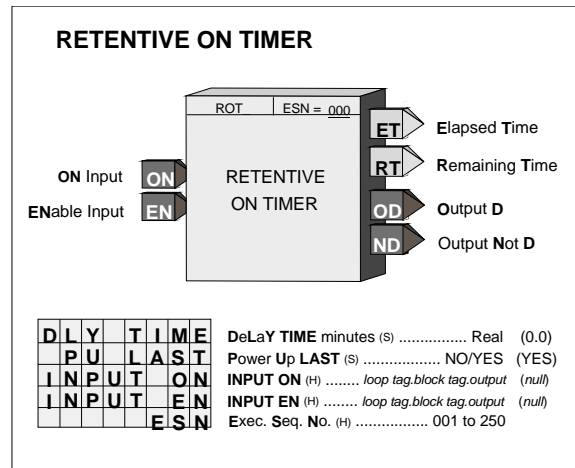 RETENTIVE ON TIMER
ROT ESN = 000
ET Elapsed Time
RT Remaining Time
ON Input ON
RETENTIVE
ON TIMER
ENable Input EN
OD Output D
ND Output Not D
DLY TIME DeLaY TIME minutes (S) ................ Real (0.0)
PU LAST Power Up LAST (S) .................. NO/YES (YES)
INPUT ON INPUT ON (H) ........ loop tag.block tag.output (null)
INPUT EN INPUT EN (H) ........ loop tag.block tag.output (null)
ESN Exec. Seq. No. (H) ................. 001 to 250